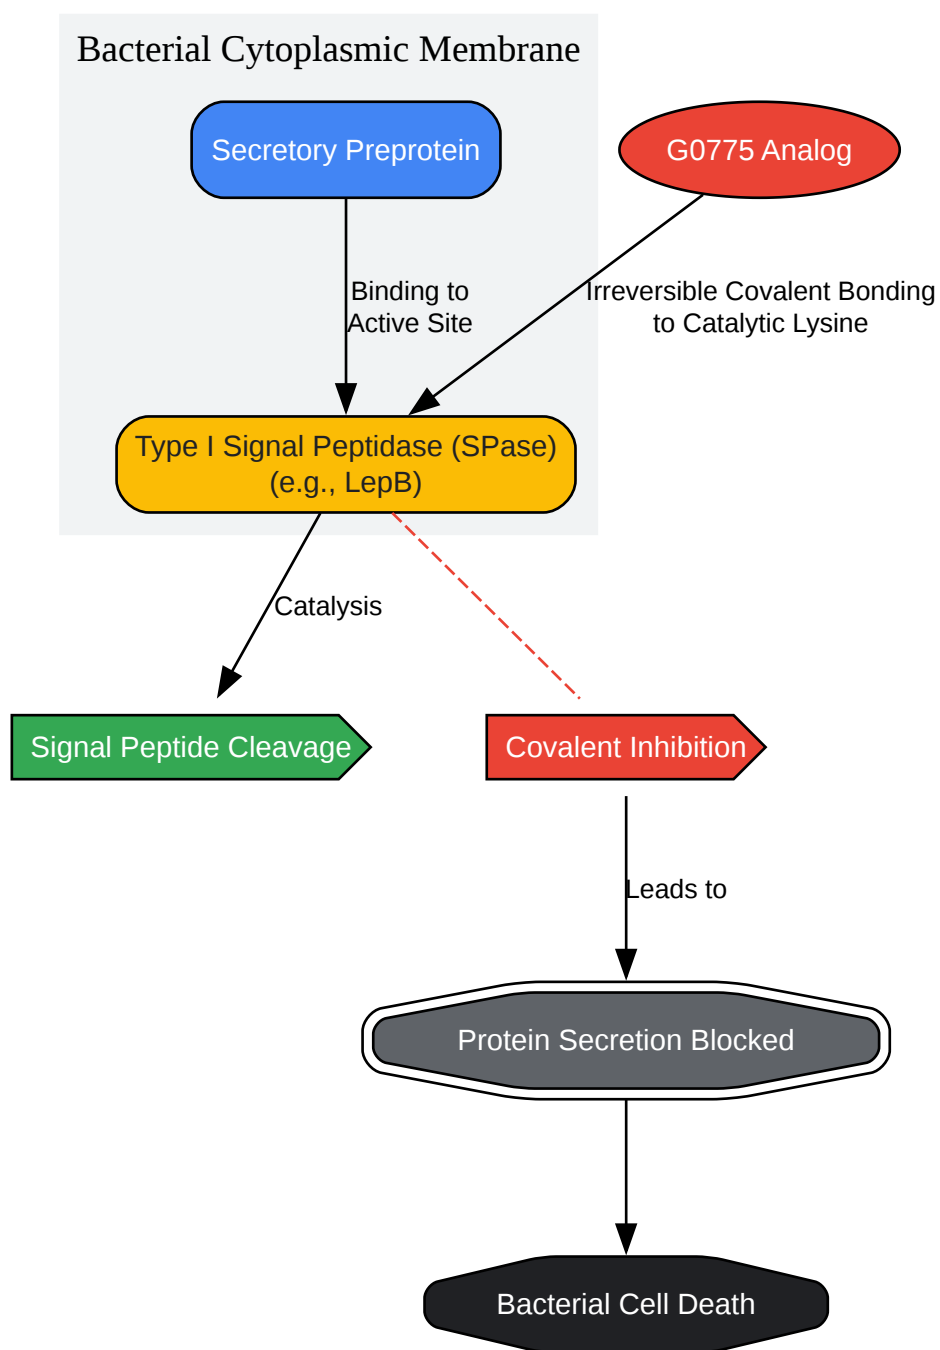 Bacterial Cytoplasmic Membrane
Secretory Preprotein
G0775 Analog
Binding to
Active Site
Irreversible Covalent Bonding
to Catalytic Lysine
Type I Signal Peptidase (SPase)
(e.g., LepB)
Catalysis
Signal Peptide Cleavage
Covalent Inhibition
Leads to
Protein Secretion Blocked
Bacterial Cell Death